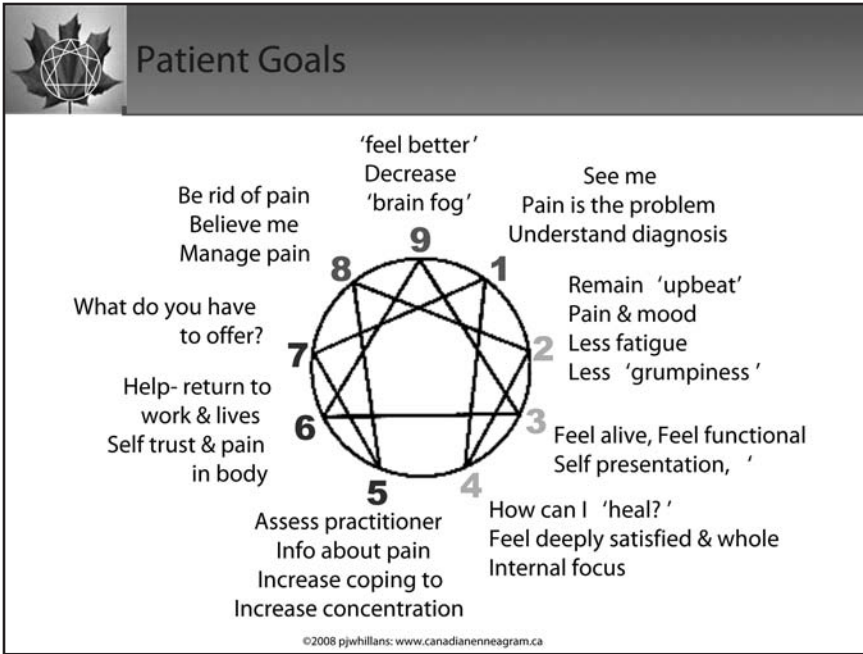 Patient Goals
'feel better'
Decrease
'brain fog'
9
See me
Pain is the problem
Understand diagnosis
1
Remain 'upbeat'
Pain & mood
Less fatigue
Less 'grumpiness'
2
3
Feel alive, Feel functional
Self presentation, '
4
How can I 'heal?'
Feel deeply satisfied & whole
Internal focus
5
Assess practitioner
Info about pain
Increase coping to
Increase concentration
Help- return to
work & lives
Self trust & pain
in body
6
What do you have
to offer?
7
Be rid of pain
Believe me
Manage pain
8
©2008 pjwhillans: www.canadianenneagram.ca